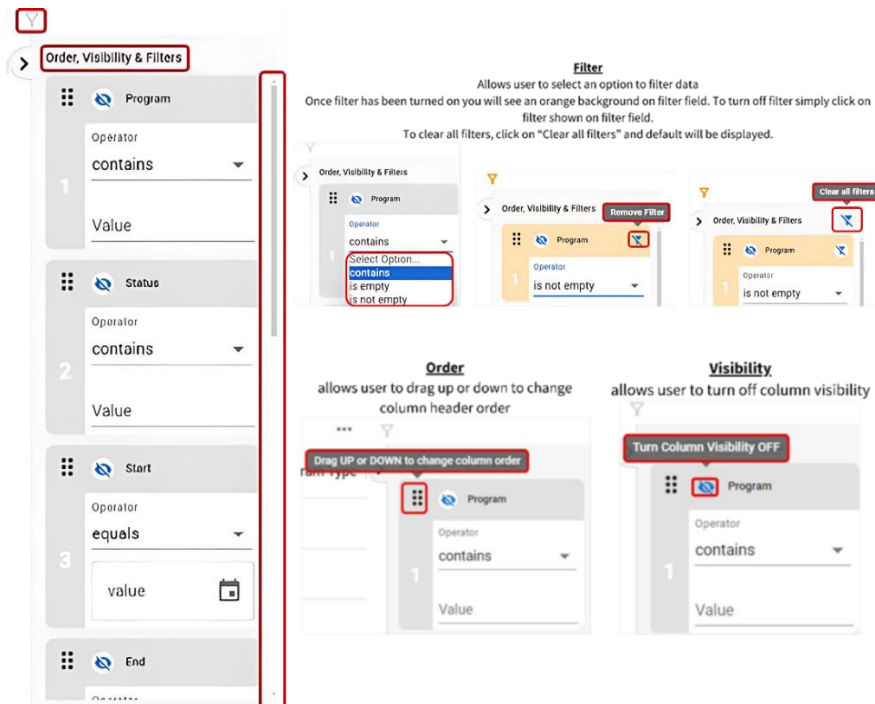 Order, Visibility & Filters
Program
Operator
contains
1
Value
Status
Operator
contains
2
Value
Start
Operator
equals
3
value
End
Operator
Filter
Allows user to select an option to filter data
Once filter has been turned on you will see an orange background on filter field. To turn off filter simply click on
filter shown on filter field.
To clear all filters, click on “Clear all filters” and default will be displayed.
Order, Visibility & Filters
Program
Operator
contains
1
Select Option...
contains
is empty
is not empty
Order, Visibility & Filters
Remove Filter
Program
Operator
1
is not empty
Clear all filters
Order, Visibility & Filters
Program
Operator
1
is not empty
Order
allows user to drag up or down to change
column header order
Drag UP or DOWN to change column order
Type
Program
Operator
contains
1
Value
Visibility
allows user to turn off column visibility
Turn Column Visibility OFF
Program
Operator
contains
1
Value